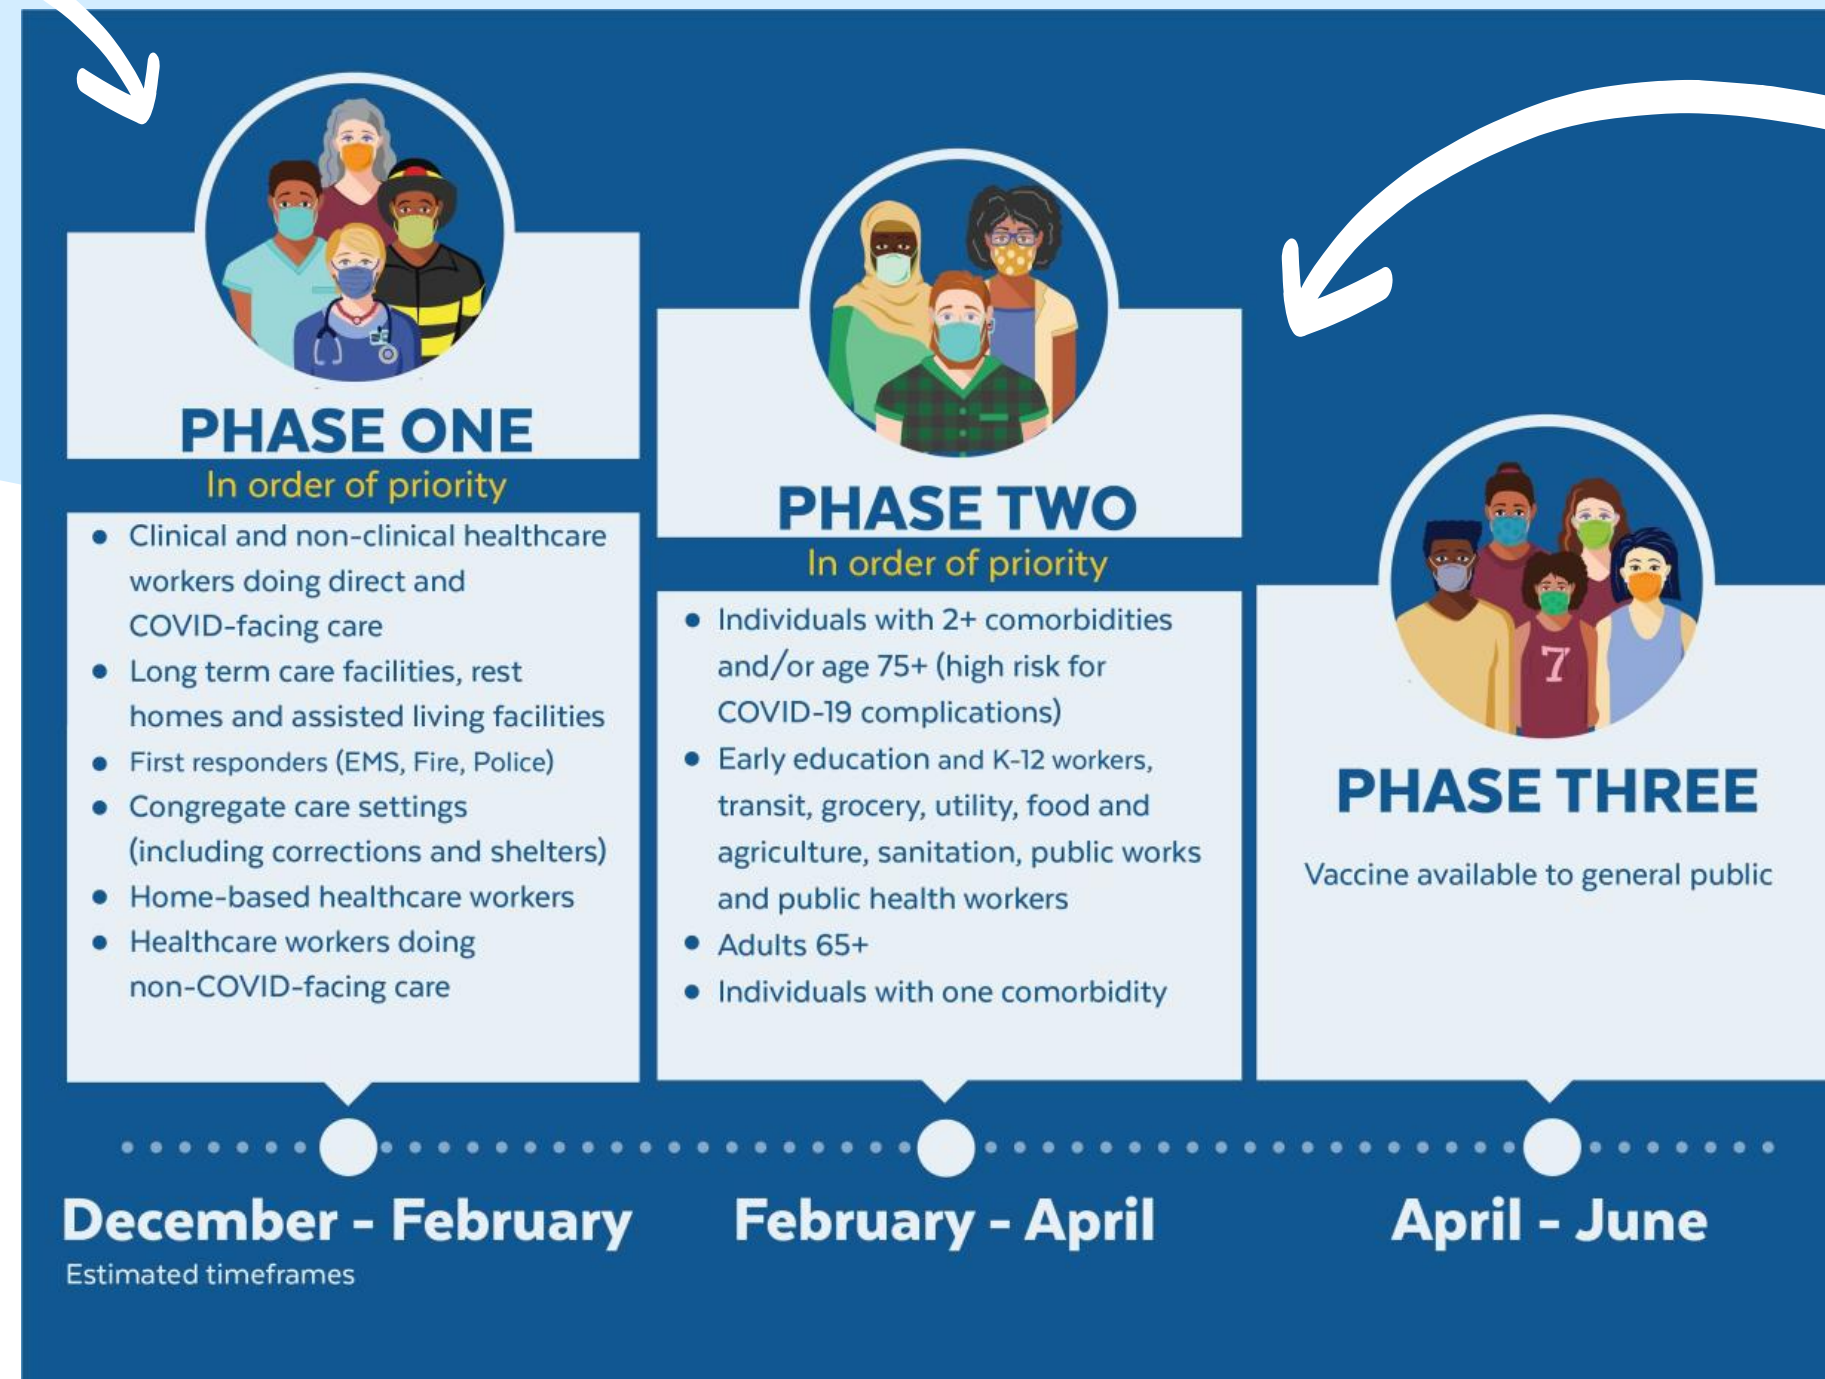 PHASE ONE
In order of priority
● Clinical and non-clinical healthcare
workers doing direct and
COVID-facing care
● Long term care facilities, rest
homes and assisted living facilities
● First responders (EMS, Fire, Police)
● Congregate care settings
(including corrections and shelters)
● Home-based healthcare workers
● Healthcare workers doing
non-COVID-facing care
December - February
Estimated timeframes
PHASE TWO
In order of priority
● Individuals with 2+ comorbidities
and/or age 75+ (high risk for
COVID-19 complications)
● Early education and K-12 workers,
transit, grocery, utility, food and
agriculture, sanitation, public works
and public health workers
● Adults 65+
● Individuals with one comorbidity
February - April
7
PHASE THREE
Vaccine available to general public
April - June